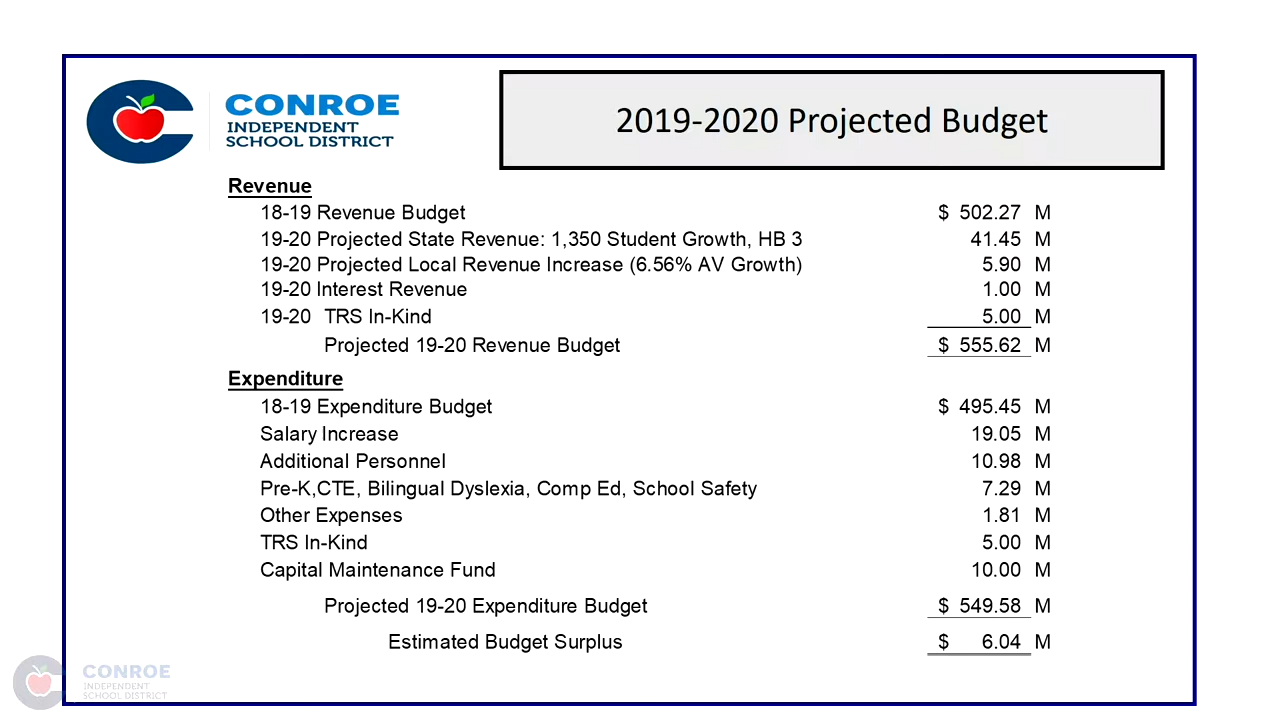 CONROE
INDEPENDENT
SCHOOL DISTRICT
2019-2020 Projected Budget
Revenue
18-19 Revenue Budget $ 502.27 M
19-20 Projected State Revenue: 1,350 Student Growth, HB 3 41.45 M
19-20 Projected Local Revenue Increase (6.56% AV Growth) 5.90 M
19-20 Interest Revenue 1.00 M
19-20 TRS In-Kind 5.00 M
Projected 19-20 Revenue Budget $ 555.62 M
Expenditure
18-19 Expenditure Budget $ 495.45 M
Salary Increase 19.05 M
Additional Personnel 10.98 M
Pre-K,CTE, Bilingual Dyslexia, Comp Ed, School Safety 7.29 M
Other Expenses 1.81 M
TRS In-Kind 5.00 M
Capital Maintenance Fund 10.00 M
Projected 19-20 Expenditure Budget $ 549.58 M
Estimated Budget Surplus $ 6.04 M
CONROE
INDEPENDENT
SCHOOL DISTRICT